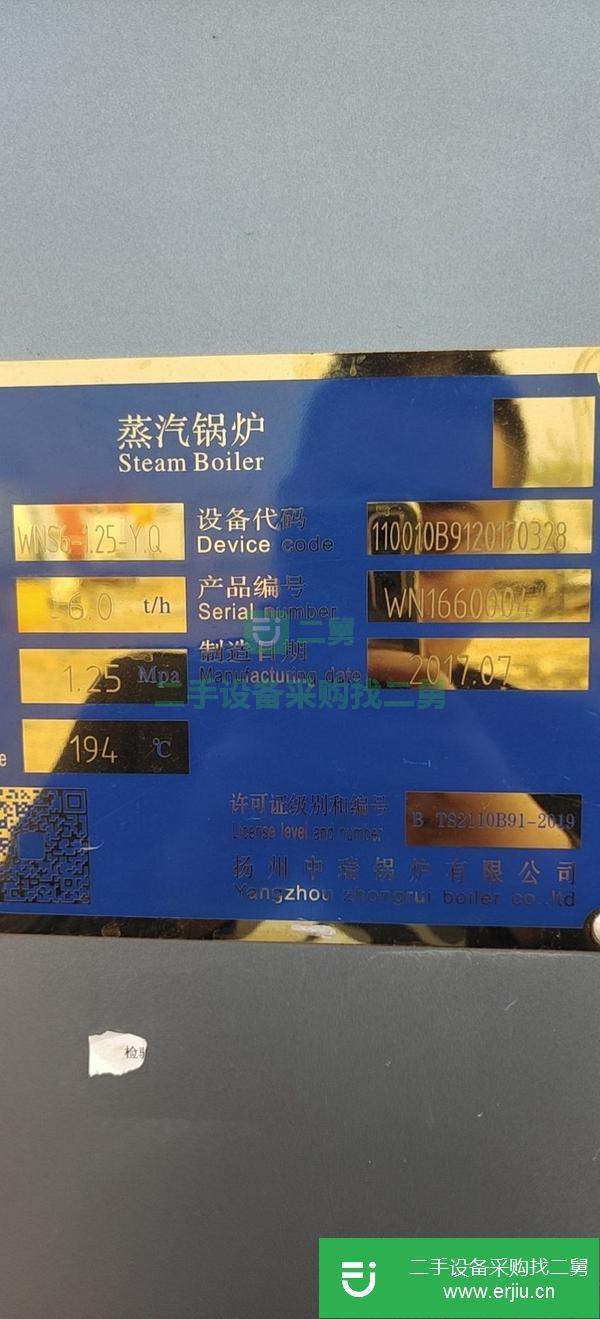 蒸汽锅炉
Steam Boiler
WNS6-1.25-Y.Q
设备代码
Device code
110010B9120170328
6.0 t/h
产品编号
Serial number
WN1660004
二舅
1.25 Mpa
制造日期
Manufacturing date
2017.07
二手设备采购找二舅
e
194 ℃
许可证级别和编号
License level and number
B TS2110B91-2019
扬州中瑞锅炉有限公司
Yangzhou zhongrui boiler co.,ltd
检验
二手设备采购找二舅
www.erjiu.cn